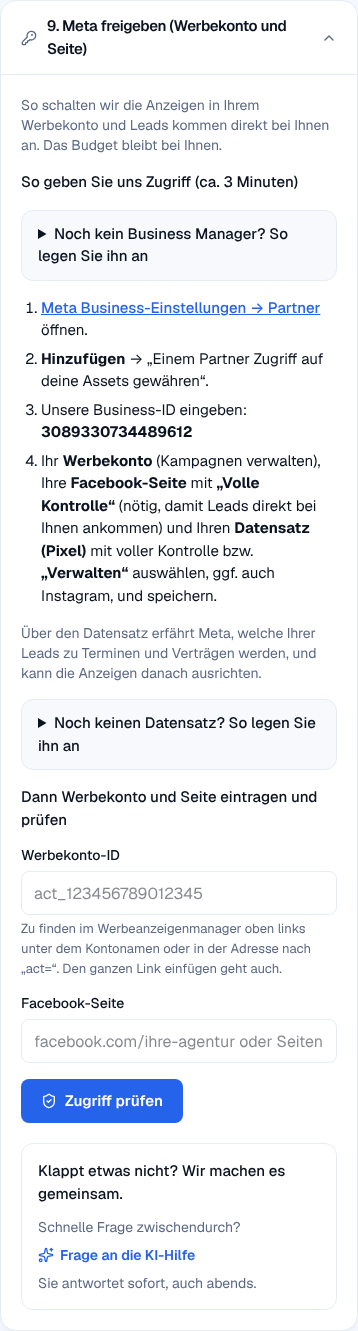 9. Meta freigeben (Werbekonto und
Seite)
So schalten wir die Anzeigen in Ihrem
Werbekonto und Leads kommen direkt bei Ihnen
an. Das Budget bleibt bei Ihnen.
So geben Sie uns Zugriff (ca. 3 Minuten)
▶ Noch kein Business Manager? So
legen Sie ihn an
1. Meta Business-Einstellungen → Partner
öffnen.
2. Hinzufügen → „Einem Partner Zugriff auf
deine Assets gewähren“.
3. Unsere Business-ID eingeben:
3089330734489612
4. Ihr Werbekonto (Kampagnen verwalten),
Ihre Facebook-Seite mit „Volle
Kontrolle“ (nötig, damit Leads direkt bei
Ihnen ankommen) und Ihren Datensatz
(Pixel) mit voller Kontrolle bzw.
„Verwalten“ auswählen, ggf. auch
Instagram, und speichern.
Über den Datensatz erfährt Meta, welche Ihrer
Leads zu Terminen und Verträgen werden, und
kann die Anzeigen danach ausrichten.
▶ Noch keinen Datensatz? So legen Sie
ihn an
Dann Werbekonto und Seite eintragen und
prüfen
Werbekonto-ID
act_123456789012345
Zu finden im Werbeanzeigenmanager oben links
unter dem Kontonamen oder in der Adresse nach
„act=“. Den ganzen Link einfügen geht auch.
Facebook-Seite
facebook.com/ihre-agentur oder Seiten
Zugriff prüfen
Klappt etwas nicht? Wir machen es
gemeinsam.
Schnelle Frage zwischendurch?
Frage an die KI-Hilfe
Sie antwortet sofort, auch abends.